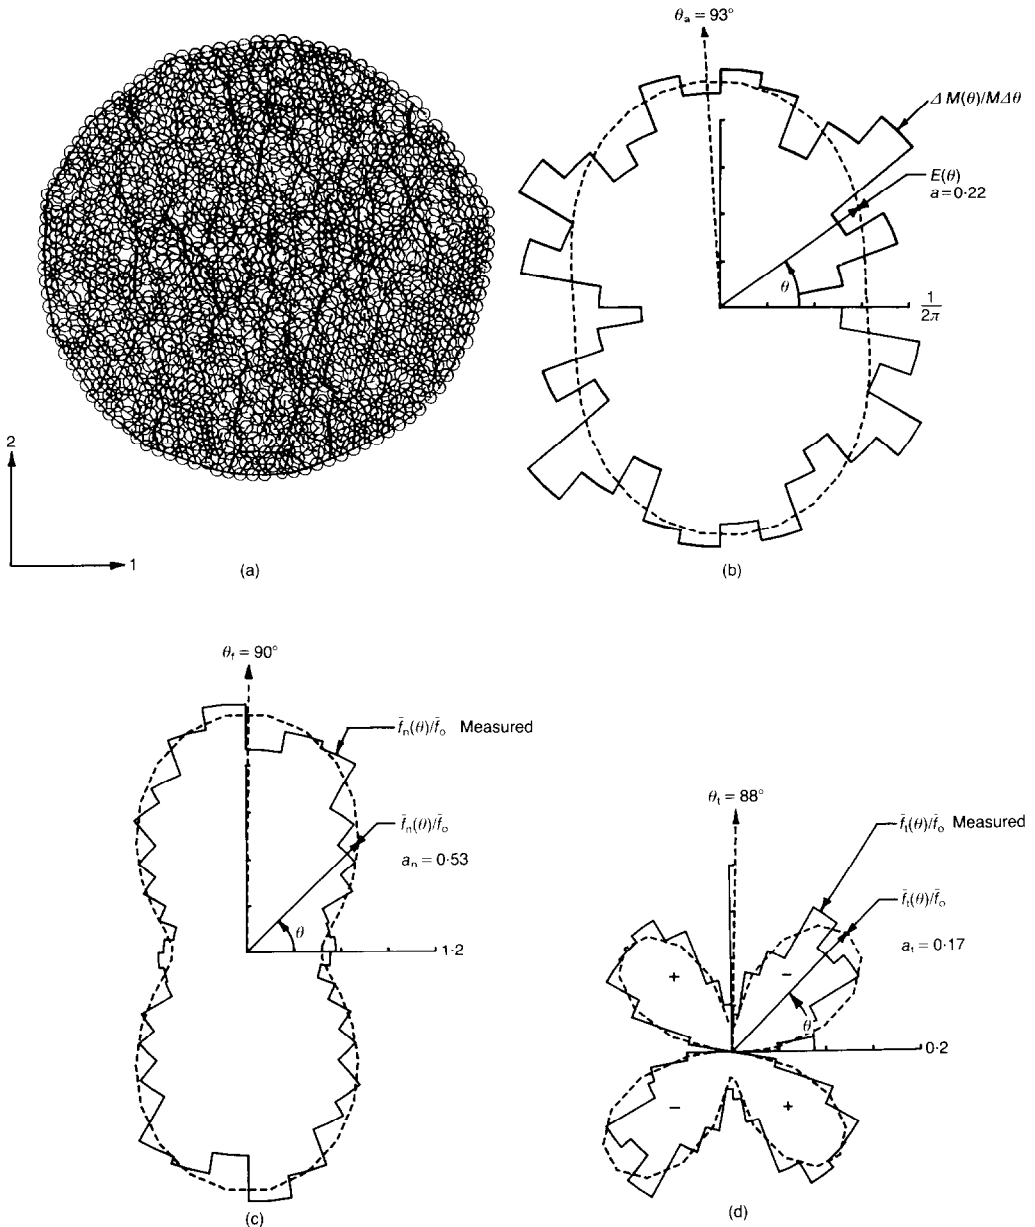 2
1
(a)
θa = 93°
Δ M(θ)/MΔθ
E(θ)
a = 0·22
θ
1
2π
(b)
θf = 90°
f̄n(θ)/f̄o Measured
f̄n(θ)/f̄o
an = 0·53
θ
1·2
(c)
θt = 88°
f̄t(θ)/f̄o Measured
f̄t(θ)/f̄o
at = 0·17
+
−
θ
0·2
−
+
(d)